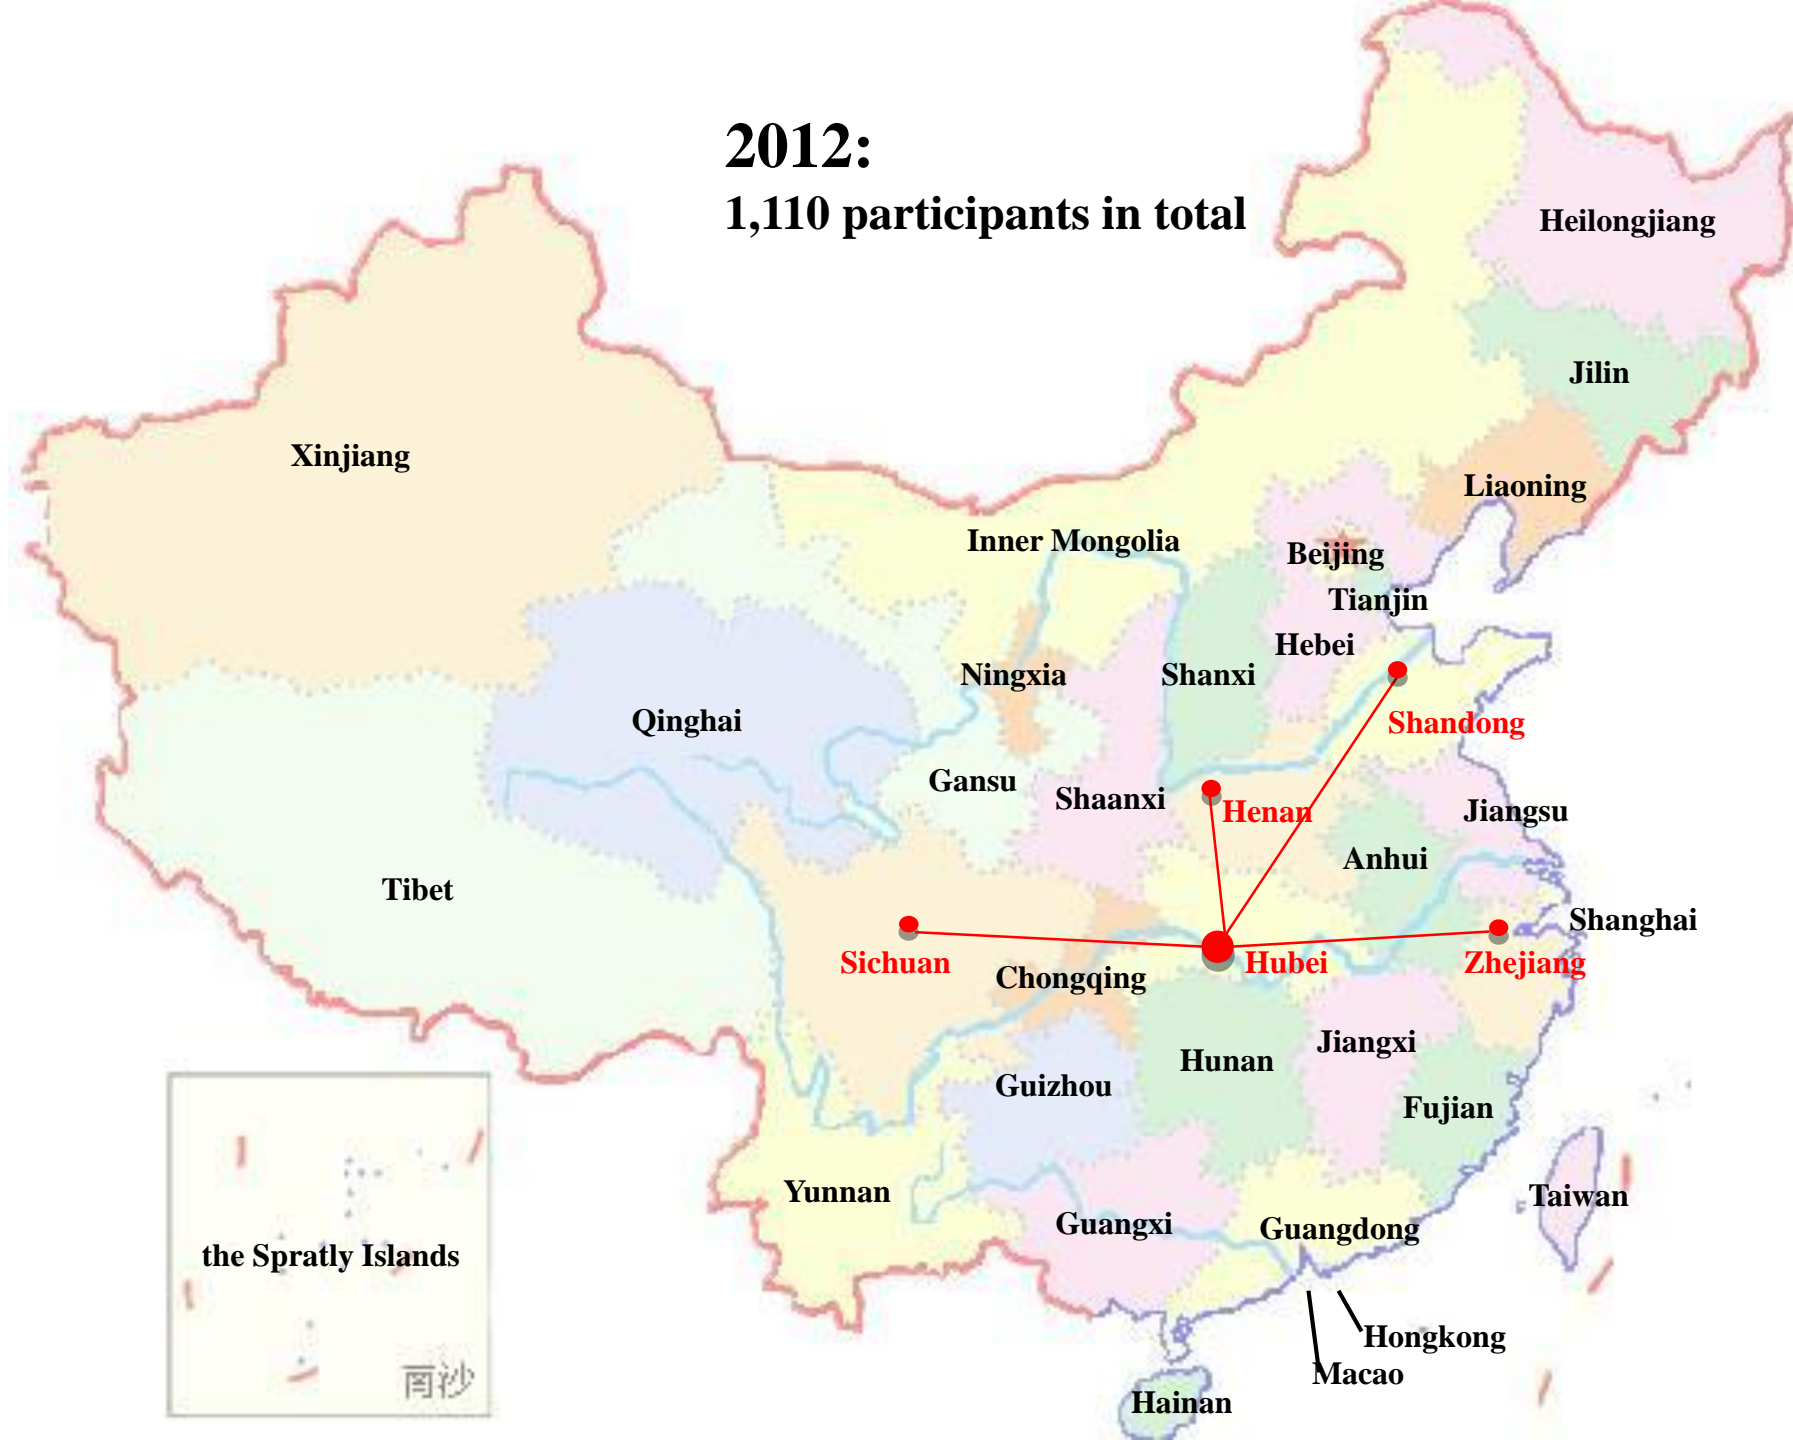 2012:
1,110 participants in total
Heilongjiang
Jilin
Xinjiang
Liaoning
Inner Mongolia
Beijing
Tianjin
Hebei
Ningxia
Shanxi
Qinghai
Shandong
Gansu
Shaanxi
Henan
Jiangsu
Anhui
Tibet
Shanghai
Sichuan
Chongqing
Hubei
Zhejiang
Jiangxi
Hunan
Guizhou
Fujian
Yunnan
Taiwan
Guangxi
Guangdong
the Spratly Islands
Hongkong
Macao
南沙
Hainan